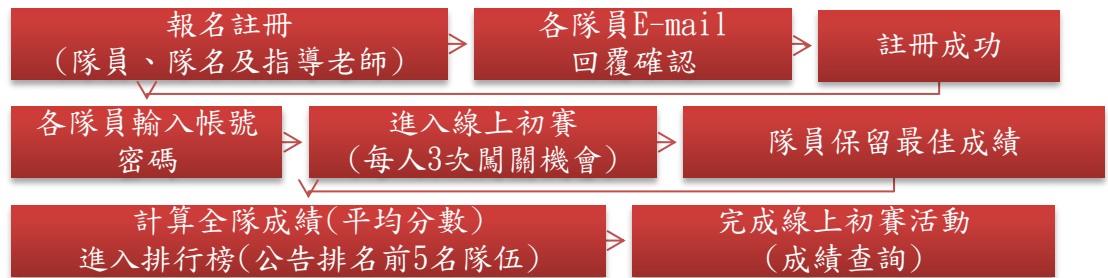 報名註冊
(隊員、隊名及指導老師)
各隊員E-mail
回覆確認
註冊成功
各隊員輸入帳號
密碼
進入線上初賽
(每人3次闖關機會)
隊員保留最佳成績
計算全隊成績(平均分數)
進入排行榜(公告排名前5名隊伍)
完成線上初賽活動
(成績查詢)